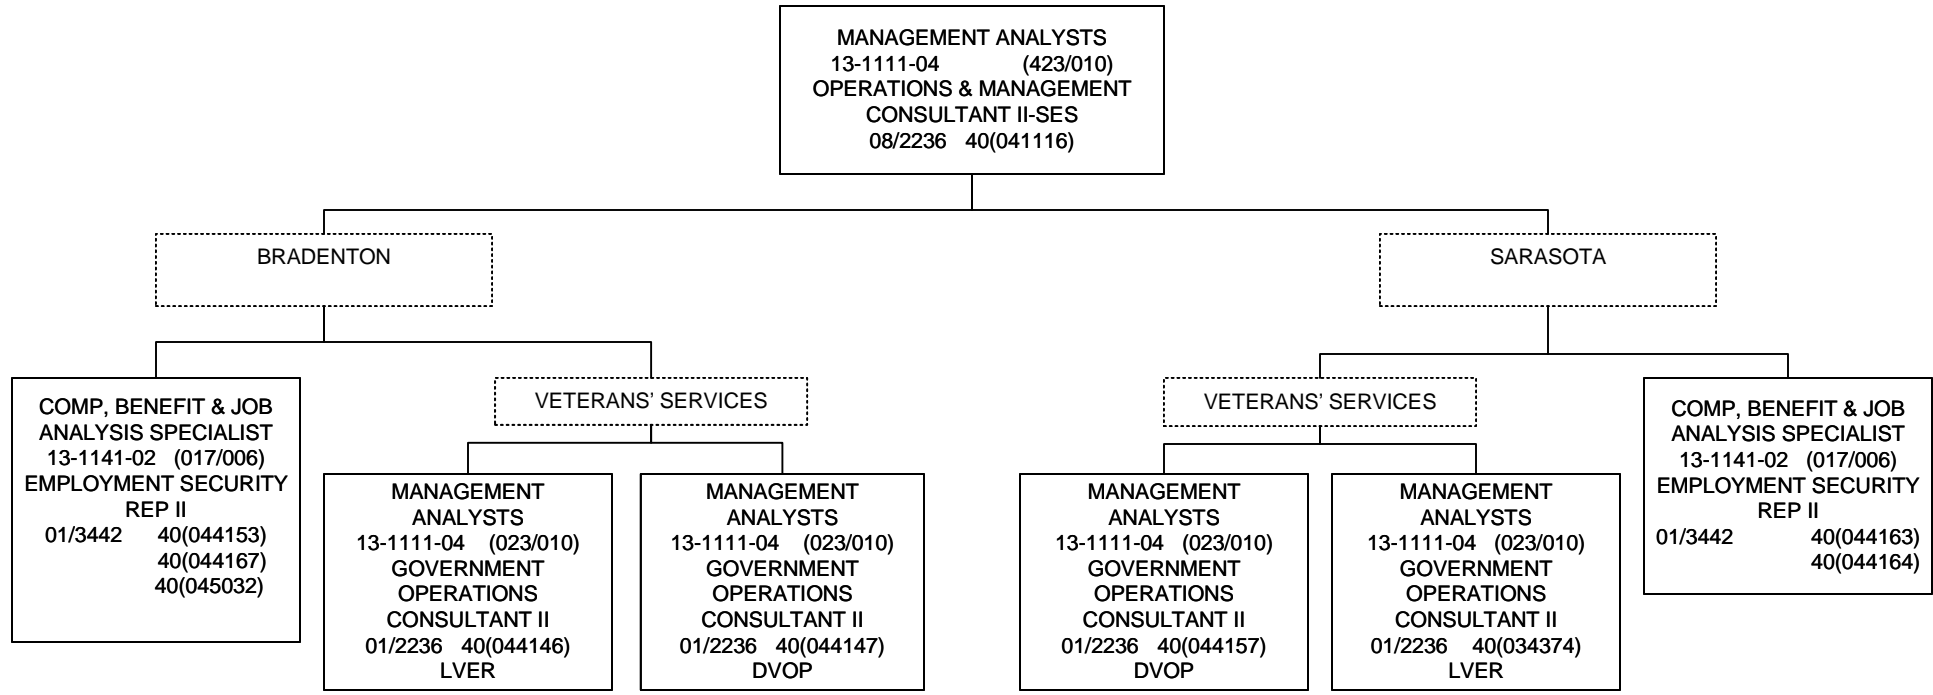 MANAGEMENT ANALYSTS
13-1111-04 (423/010)
OPERATIONS & MANAGEMENT
CONSULTANT II-SES
08/2236 40(041116)
BRADENTON
SARASOTA
COMP, BENEFIT & JOB
ANALYSIS SPECIALIST
13-1141-02 (017/006)
EMPLOYMENT SECURITY
REP II
01/3442 40(044153)
40(044167)
40(045032)
VETERANS’ SERVICES
MANAGEMENT
ANALYSTS
13-1111-04 (023/010)
GOVERNMENT
OPERATIONS
CONSULTANT II
01/2236 40(044146)
LVER
MANAGEMENT
ANALYSTS
13-1111-04 (023/010)
GOVERNMENT
OPERATIONS
CONSULTANT II
01/2236 40(044147)
DVOP
VETERANS’ SERVICES
MANAGEMENT
ANALYSTS
13-1111-04 (023/010)
GOVERNMENT
OPERATIONS
CONSULTANT II
01/2236 40(044157)
DVOP
MANAGEMENT
ANALYSTS
13-1111-04 (023/010)
GOVERNMENT
OPERATIONS
CONSULTANT II
01/2236 40(034374)
LVER
COMP, BENEFIT & JOB
ANALYSIS SPECIALIST
13-1141-02 (017/006)
EMPLOYMENT SECURITY
REP II
01/3442 40(044163)
40(044164)